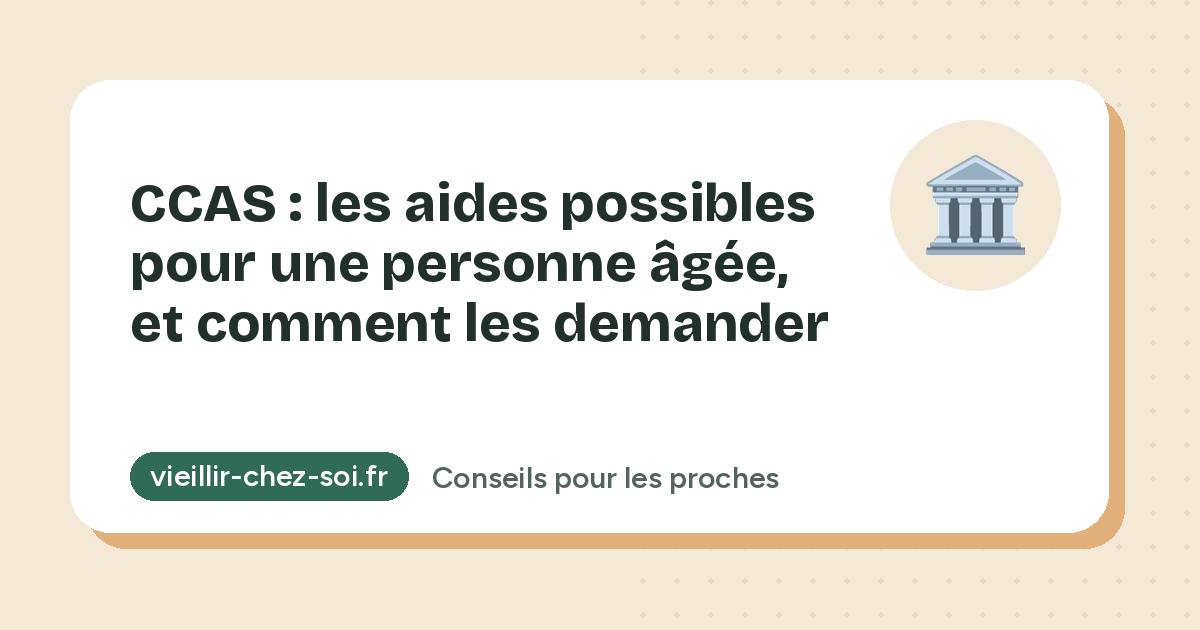 CCAS : les aides possibles
pour une personne âgée,
et comment les demander
vieillir-chez-soi.fr
Conseils pour les proches